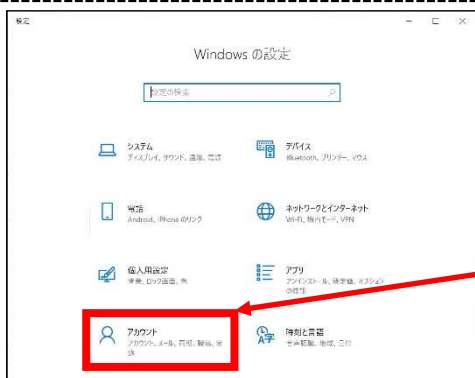 設定
Windows の設定
設定の検索
システム
ディスプレイ、サウンド、通知、電源
デバイス
Bluetooth、プリンター、マウス
電話
Android, iPhone のリンク
ネットワークとインターネット
Wi-Fi、機内モード、VPN
個人用設定
背景、ロック画面、色
アプリ
アンインストール、既定値、オプションの機能
アカウント
アカウント、メール、同期、職場、家族
時刻と言語
音声認識、地域、日付